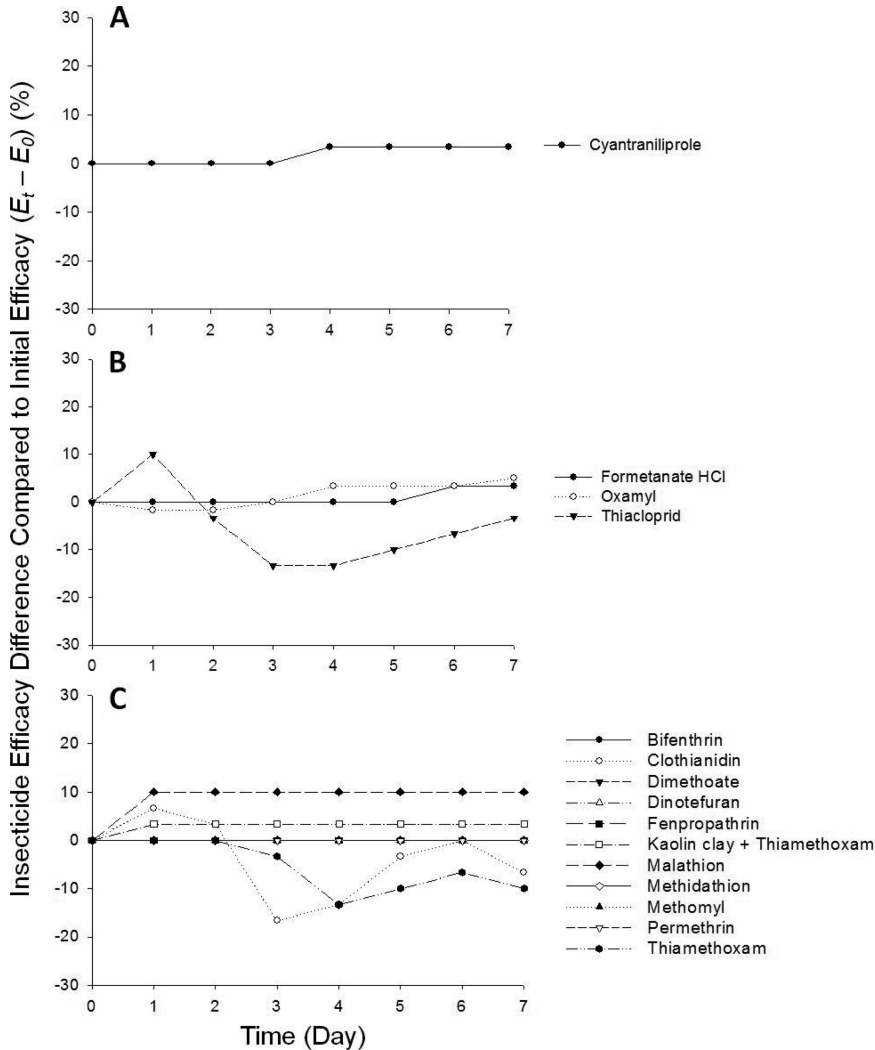 Insecticide Efficacy Difference Compared to Initial Efficacy (Et – E0) (%)
A
30
20
10
0
-10
-20
-30
0 1 2 3 4 5 6 7
Cyantraniliprole
B
30
20
10
0
-10
-20
-30
0 1 2 3 4 5 6 7
Formetanate HCl
Oxamyl
Thiacloprid
C
30
20
10
0
-10
-20
-30
0 1 2 3 4 5 6 7
Bifenthrin
Clothianidin
Dimethoate
Dinotefuran
Fenpropathrin
Kaolin clay + Thiamethoxam
Malathion
Methidathion
Methomyl
Permethrin
Thiamethoxam
Time (Day)